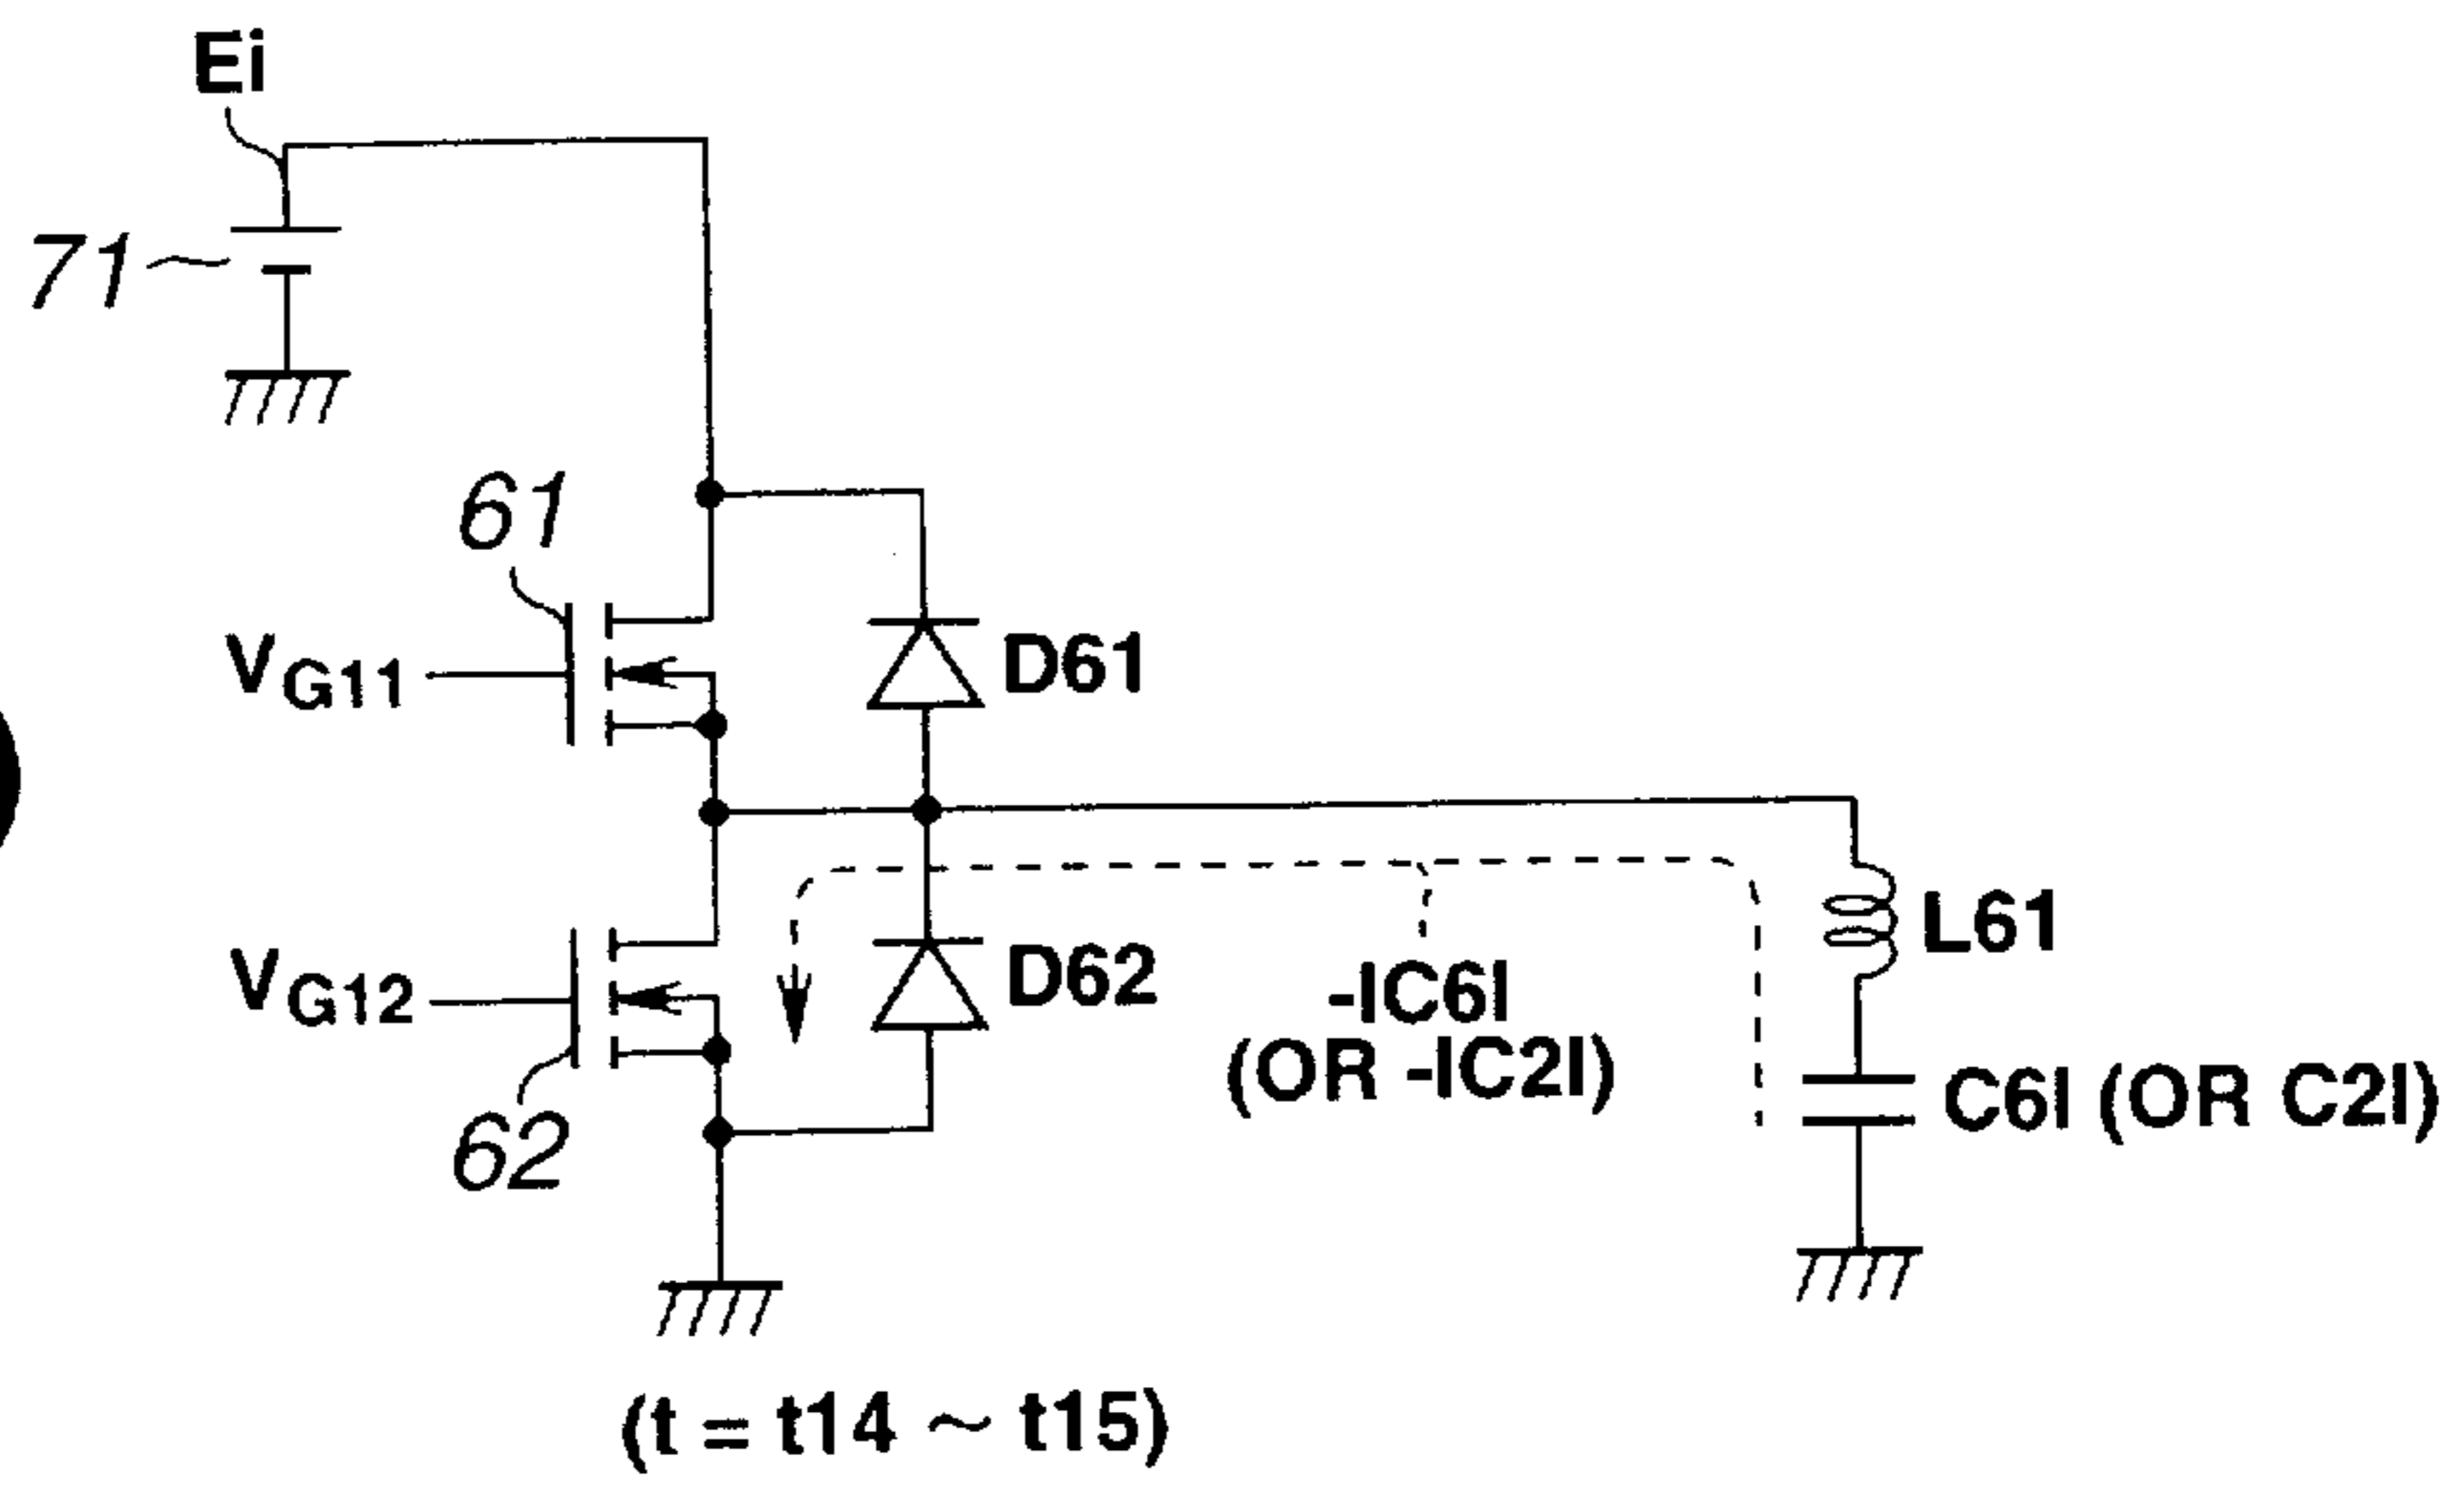 Ei
71
61
VG11
D61
VG12
D62
62
L61
-IC6I
(OR -IC2I)
C6I (OR C2I)
(t = t14 ~ t15)